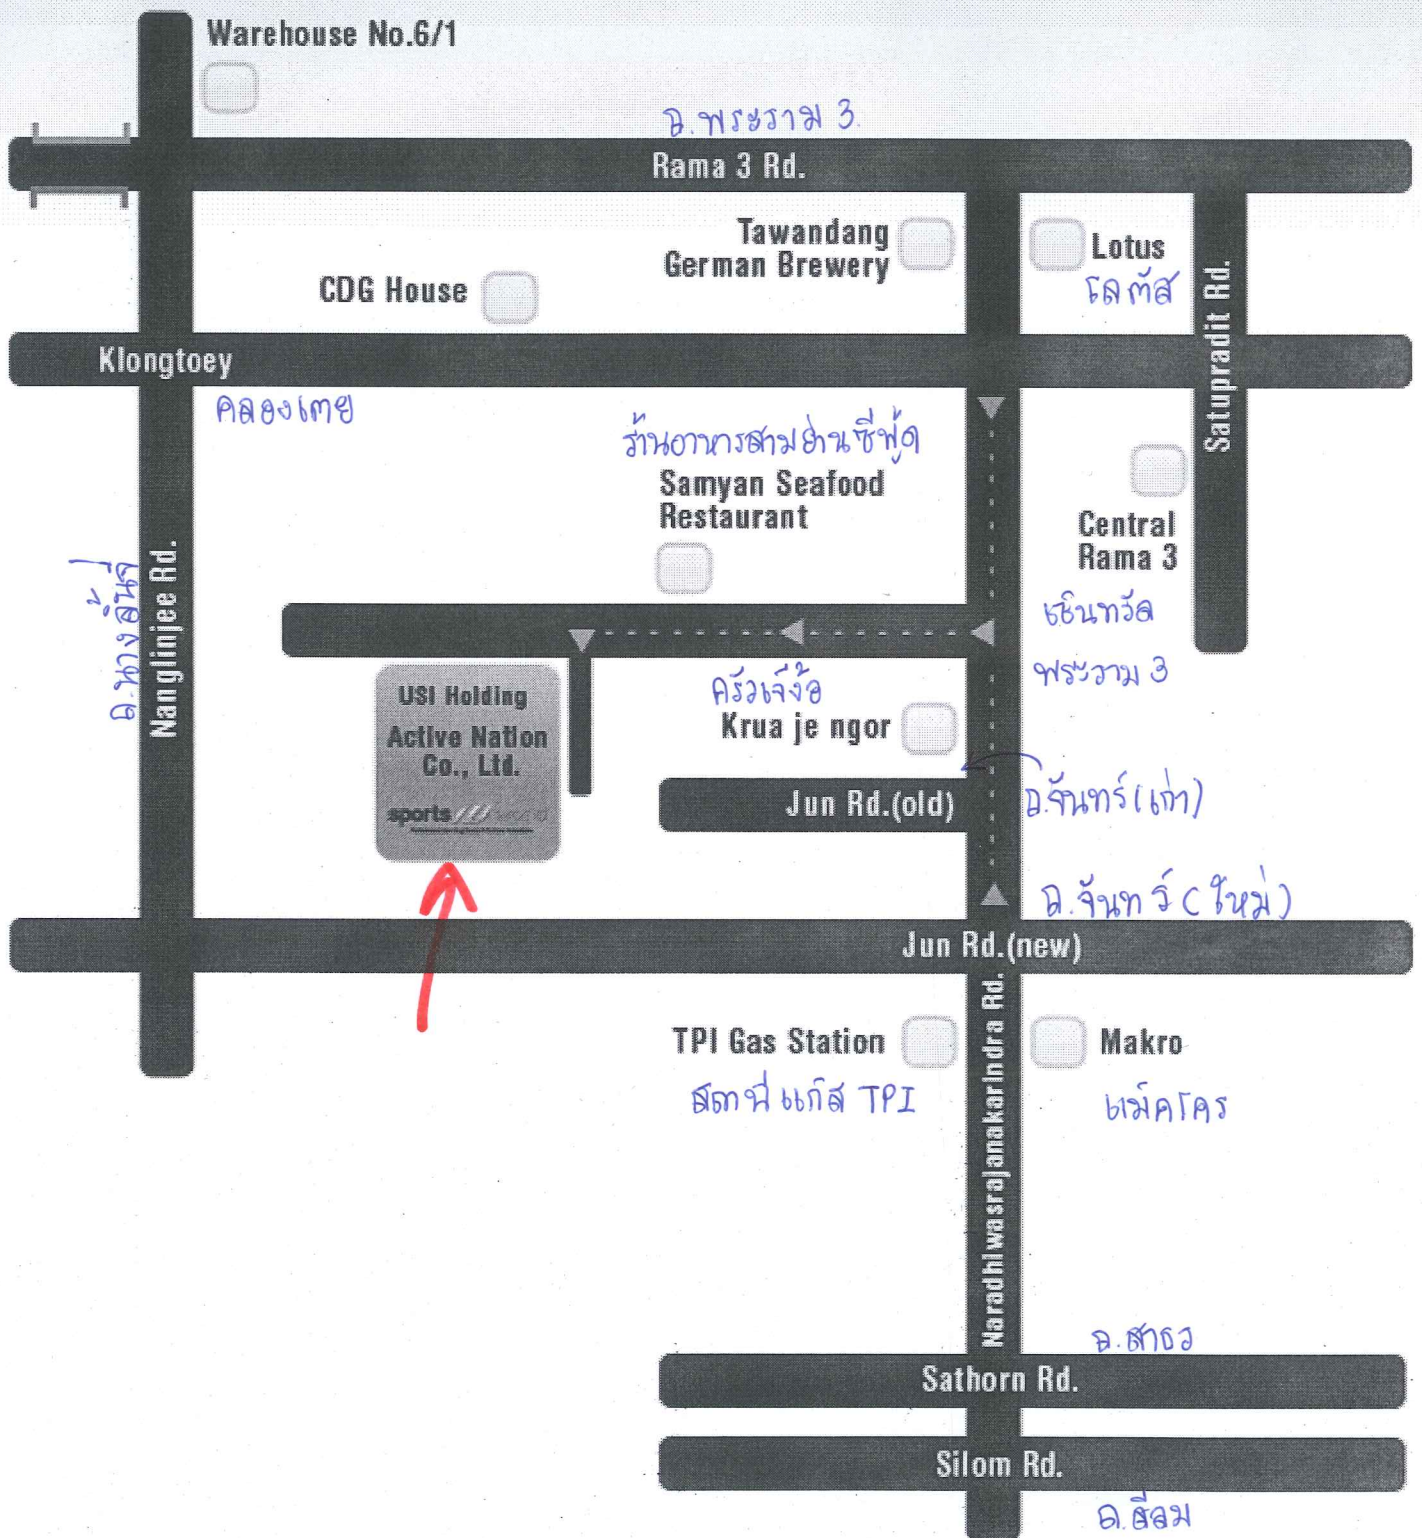 Warehouse No.6/1
ถ.พระราม 3.
Rama 3 Rd.
Tawandang
German Brewery
Lotus
โลตัส
CDG House
Satupradit Rd.
Klongtoey
คลองเตย
ร้านอาหารสามย่านซีฟู้ด
Samyan Seafood
Restaurant
Central
Rama 3
เซ็นทรัล
พระราม 3
ถ.นางลิ้นจี่
Nanglinjee Rd.
USI Holding
Active Nation
Co., Ltd.
sports world
ครัวเจ๊ง้อ
Krua je ngor
Jun Rd.(old)
ถ.จันทร์(เก่า)
ถ.จันทร์(ใหม่)
Jun Rd.(new)
Naradhiwasrajanakarindra Rd.
TPI Gas Station
สถานีแก๊ส TPI
Makro
แม็คโคร
ถ.สาธร
Sathorn Rd.
Silom Rd.
ถ.สีลม